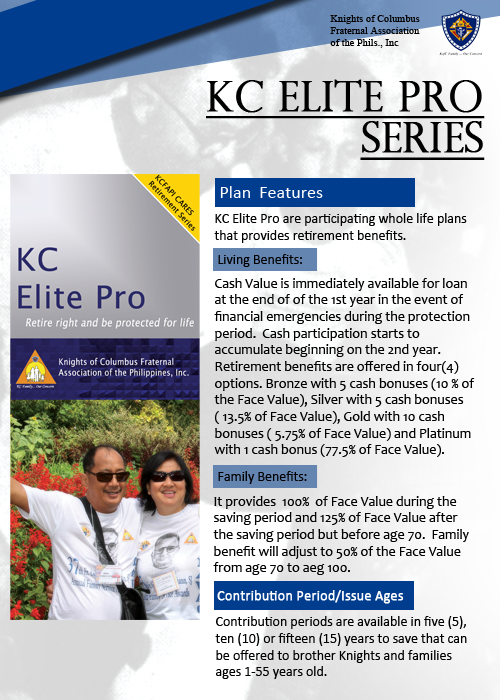 Knights of Columbus
Fraternal Association
of the Phils., Inc
KC ELITE PRO
SERIES
KCFAPI CARES
Retirement Series
KC
Elite Pro
Retire right and be protected for life
Knights of Columbus Fraternal
Association of the Philippines, Inc.
Plan Features
KC Elite Pro are participating whole life plans
that provides retirement benefits.
Living Benefits:
Cash Value is immediately available for loan
at the end of of the 1st year in the event of
financial emergencies during the protection
period. Cash participation starts to
accumulate beginning on the 2nd year.
Retirement benefits are offered in four(4)
options. Bronze with 5 cash bonuses (10 % of
the Face Value), Silver with 5 cash bonuses
( 13.5% of Face Value), Gold with 10 cash
bonuses ( 5.75% of Face Value) and Platinum
with 1 cash bonus (77.5% of Face Value).
Family Benefits:
It provides 100% of Face Value during the
saving period and 125% of Face Value after
the saving period but before age 70. Family
benefit will adjust to 50% of the Face Value
from age 70 to aeg 100.
Contribution Period/Issue Ages
Contribution periods are available in five (5),
ten (10) or fifteen (15) years to save that can
be offered to brother Knights and families
ages 1-55 years old.